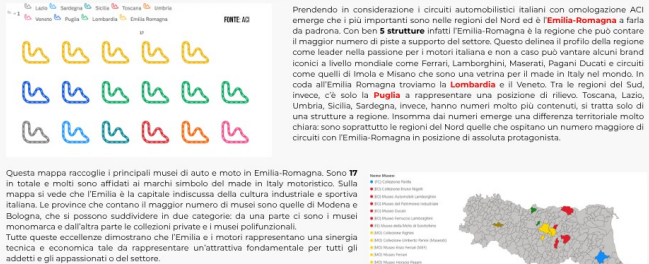 Lazio Sardegna Sicilia Toscana Umbria
Veneto Puglia Lombardia Emilia Romagna
FONTE: ACI
Prendendo in considerazione i circuiti automobilistici italiani con omologazione ACI
emerge che i più importanti sono nelle regioni del Nord ed è l'Emilia-Romagna a farla
da padrona. Con ben 5 strutture infatti l'Emilia-Romagna è la regione che può contare
il maggior numero di piste a supporto del settore. Questo delinea il profilo della regione
come leader nella passione per i motori italiana e non a caso può vantare alcuni brand
iconici a livello mondiale come Ferrari, Lamborghini, Maserati, Pagani Ducati e circuiti
come quelli di Imola e Misano che sono una vetrina per il made in Italy nel mondo. In
coda all'Emilia Romagna troviamo la Lombardia e il Veneto. Tra le regioni del Sud,
invece, c'è solo la Puglia a rappresentare una posizione di rilievo. Toscana, Lazio,
Umbria, Sicilia, Sardegna, invece, hanno numeri molto più contenuti, si tratta solo di
una strutture a regione. Insomma dai numeri emerge una differenza territoriale molto
chiara: sono soprattutto le regioni del Nord quelle che ospitano un numero maggiore di
circuiti con l'Emilia-Romagna in posizione di assoluta protagonista.
Questa mappa raccoglie i principali musei di auto e moto in Emilia-Romagna. Sono 17
in totale e molti sono affidati ai marchi simbolo del made in Italy motoristico. Sulla
mappa si vede che l'Emilia è la capitale indiscussa della cultura industriale e sportiva
italiana. Le province che contano il maggior numero di musei sono quelle di Modena e
Bologna, che si possono suddividere in due categorie: da una parte ci sono i musei
monomarca e dall'altra parte le collezioni private e i musei polifunzionali.
Tutte queste eccellenze dimostrano che l'Emilia e i motori rappresentano una sinergia
tecnica e economica tale da rappresentare un'attrattiva fondamentale per tutti gli
addetti e gli appassionati o del settore.
Nome Museo